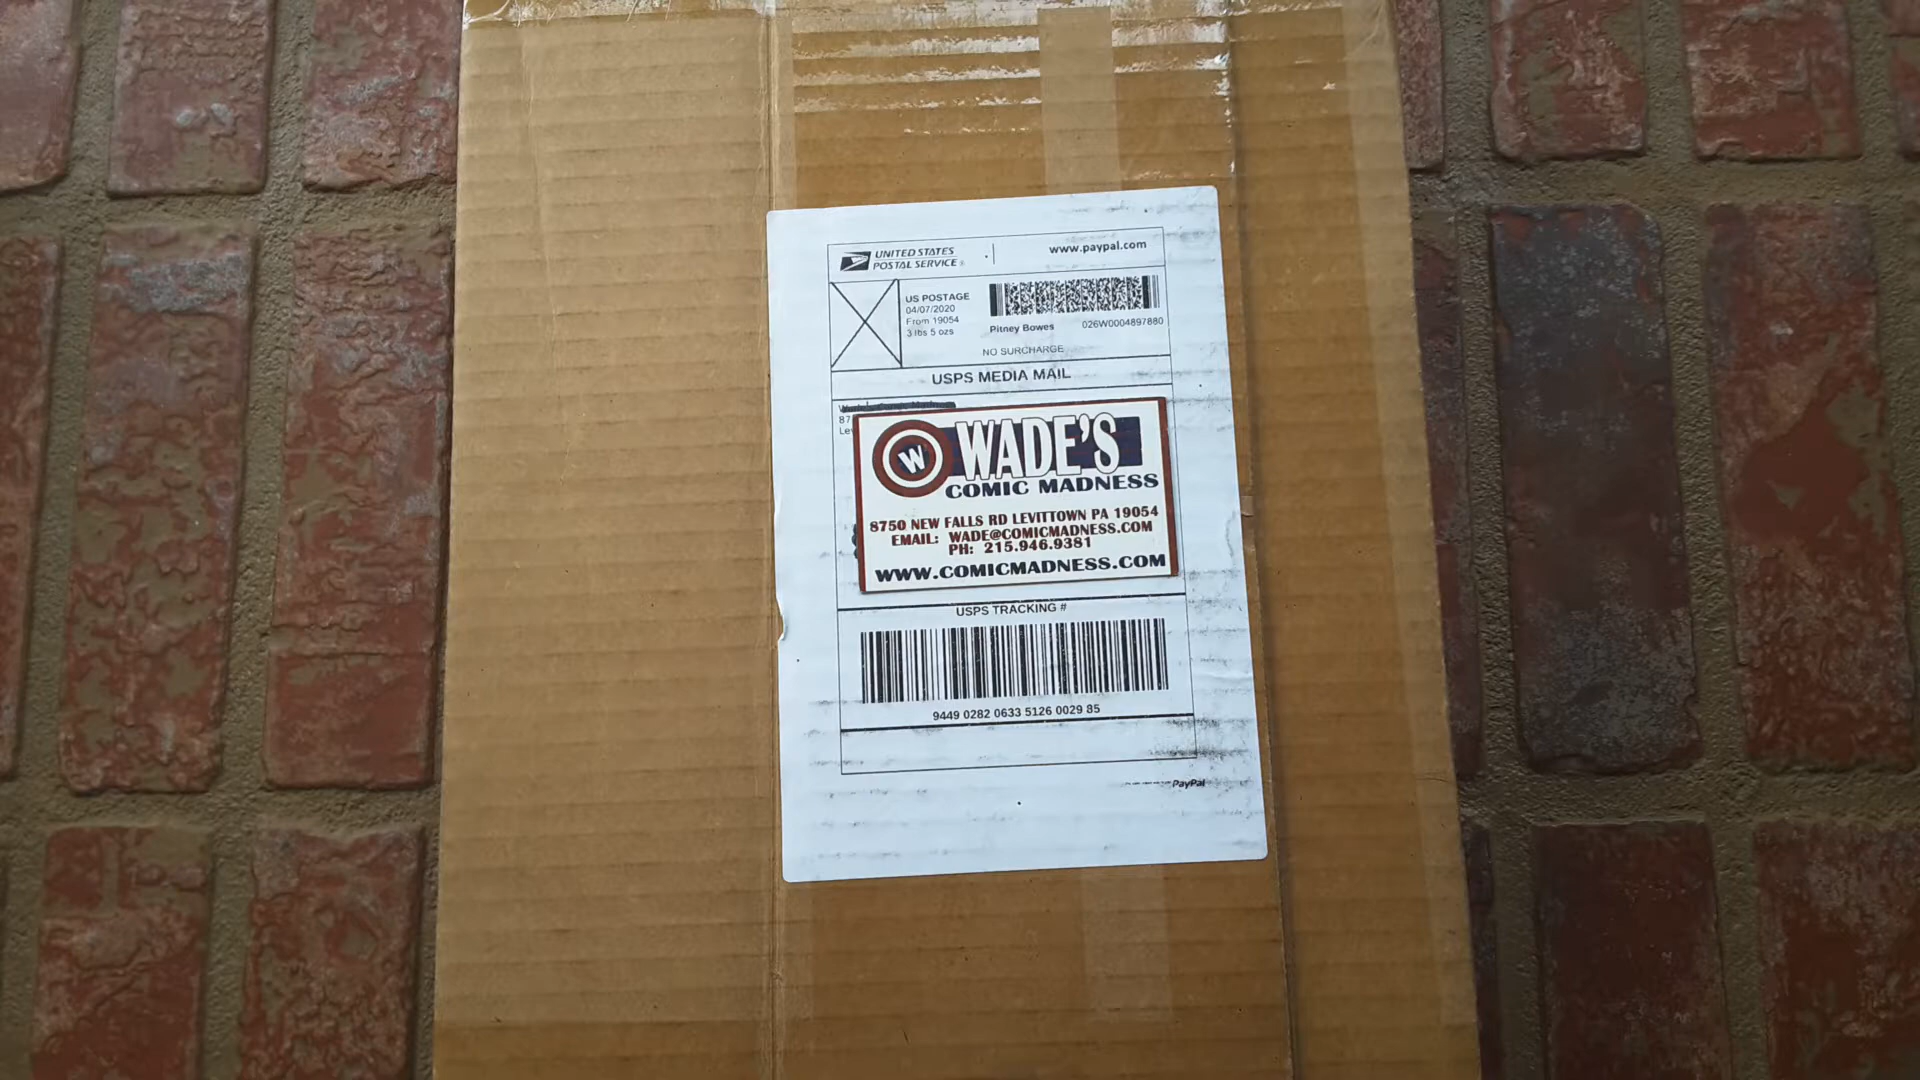 UNITED STATES
POSTAL SERVICE®
www.paypal.com
US POSTAGE
04/07/2020
From 19054
3 lbs 5 ozs
Pitney Bowes 026W0004897880
NO SURCHARGE
USPS MEDIA MAIL
87
Lev
W WADE'S
COMIC MADNESS
8750 NEW FALLS RD LEVITTOWN PA 19054
EMAIL: WADE@COMICMADNESS.COM
PH: 215.946.9381
WWW.COMICMADNESS.COM
USPS TRACKING #
9449 0282 0633 5126 0029 85
PayPal